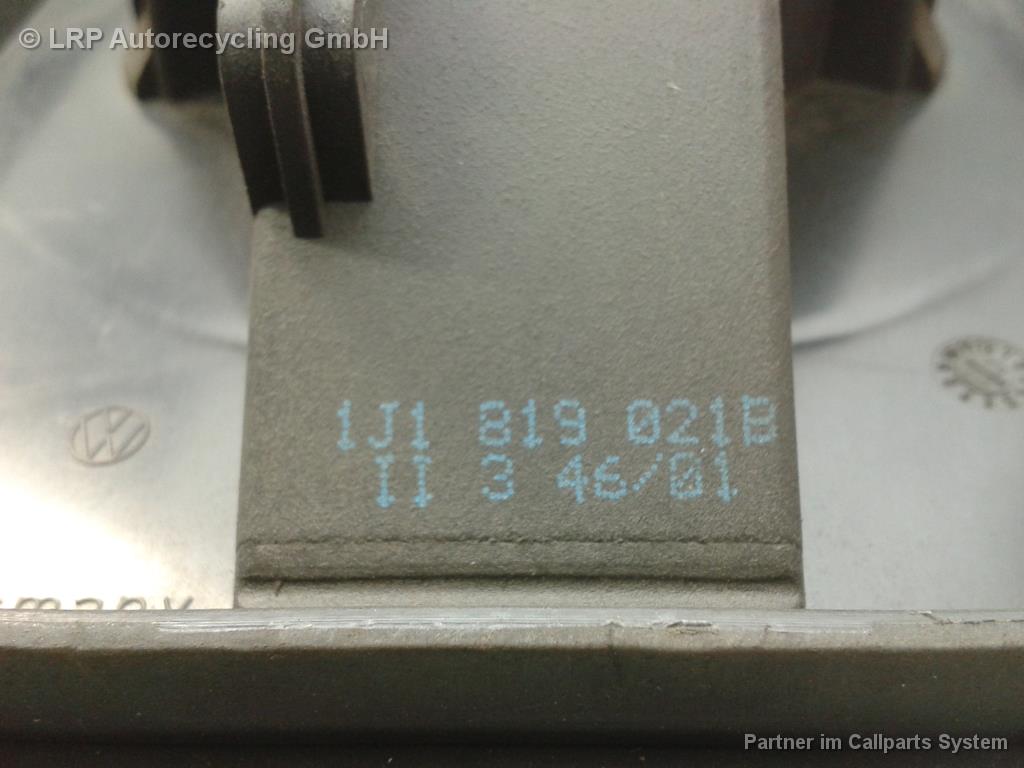 © LRP Autorecycling GmbH
1J1 819 021B
II 3 46/01
Partner im Callparts System